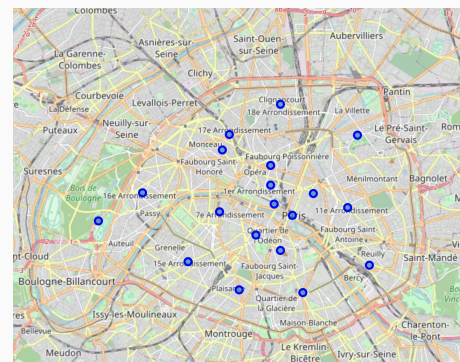 Colombes
Asnières-sur-
Seine
Saint-Ouen
-sur-Seine
Aubervilliers
La Garenne-
Colombes
Clichy
Pantin
Courbevoie
La Défense
Levallois-Perret
Clignancourt
18e Arrondissement
La Villette
Puteaux
Neuilly-sur-
Seine
17e Arrondissement
Le Pré-Saint-
Gervais
Monceau
Faubourg Poissonnière
Suresnes
Faubourg Saint-
Honoré
Opéra
Ménilmontant
Bagnolet
Bois de
Boulogne
16e Arrondissement
1er Arrondissement
Passy
7e Arrondissement
Paris
11e Arrondissement
Auteuil
Quartier de
l'Odéon
Faubourg Saint-
Antoine
Grenelle
Reuilly
Saint-Mandé
nt-Cloud
15e Arrondissement
Faubourg Saint-
Jacques
Bercy
Boulogne-Billancourt
Plaisance
Quartier de
la Glacière
Issy-les-Moulineaux
Maison-Blanche
Charenton-
le-Pont
Bellevue
Montrouge
Le Kremlin-
Bicêtre
Ivry-sur-Seine
Meudon